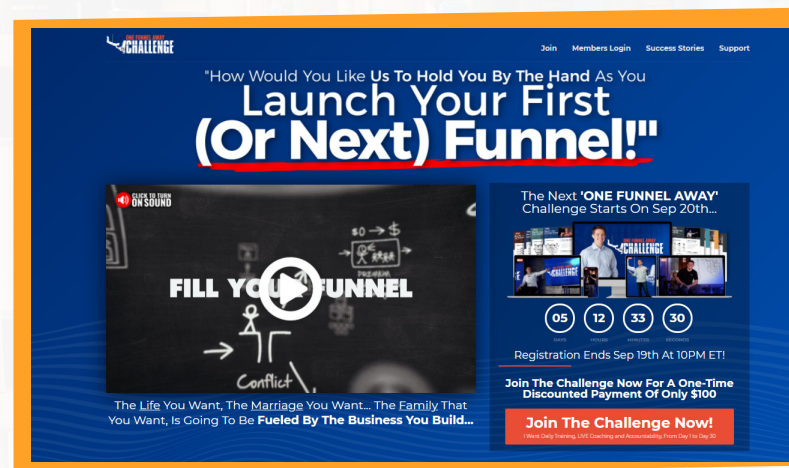 ONE FUNNEL AWAY
CHALLENGE
Join Members Login Success Stories Support
"How Would You Like Us To Hold You By The Hand As You
Launch Your First
(Or Next) Funnel!"
CLICK TO TURN
ON SOUND
$0 → $
FILL YOUR FUNNEL
Conflict
The Life You Want, The Marriage You Want... The Family That
You Want, Is Going To Be Fueled By The Business You Build...
The Next 'ONE FUNNEL AWAY'
Challenge Starts On Sep 20th...
CHALLENGE
CHALLENGE
05 12 33 30
DAYS HOURS MINUTES SECONDS
Registration Ends Sep 19th At 10PM ET!
Join The Challenge Now For A One-Time
Discounted Payment Of Only $100
Join The Challenge Now!
I Want Daily Training, LIVE Coaching and Accountability, From Day 1 to Day 30